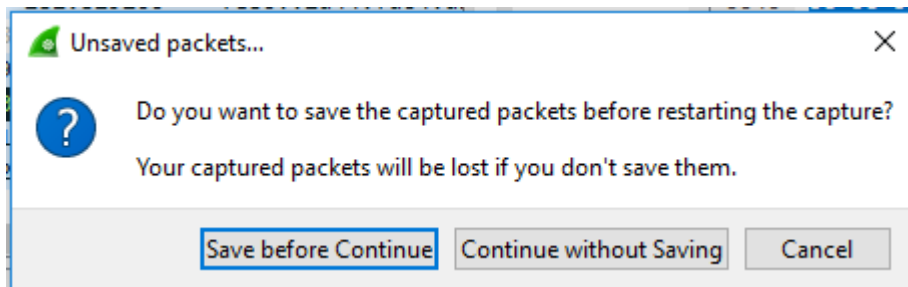 Unsaved packets...
Do you want to save the captured packets before restarting the capture?
Your captured packets will be lost if you don't save them.
Save before Continue
Continue without Saving
Cancel